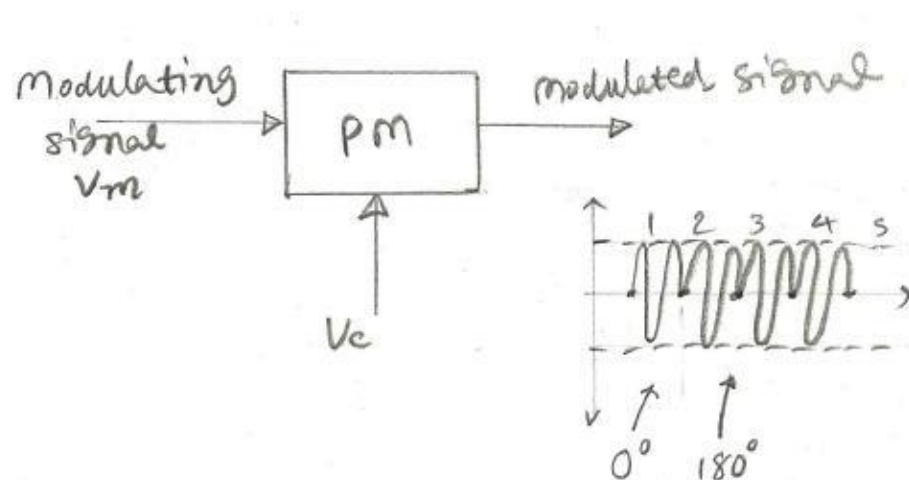 Modulating
signal
Vm
PM
modulated signal
Vc
1 2 3 4 5
0° 180°